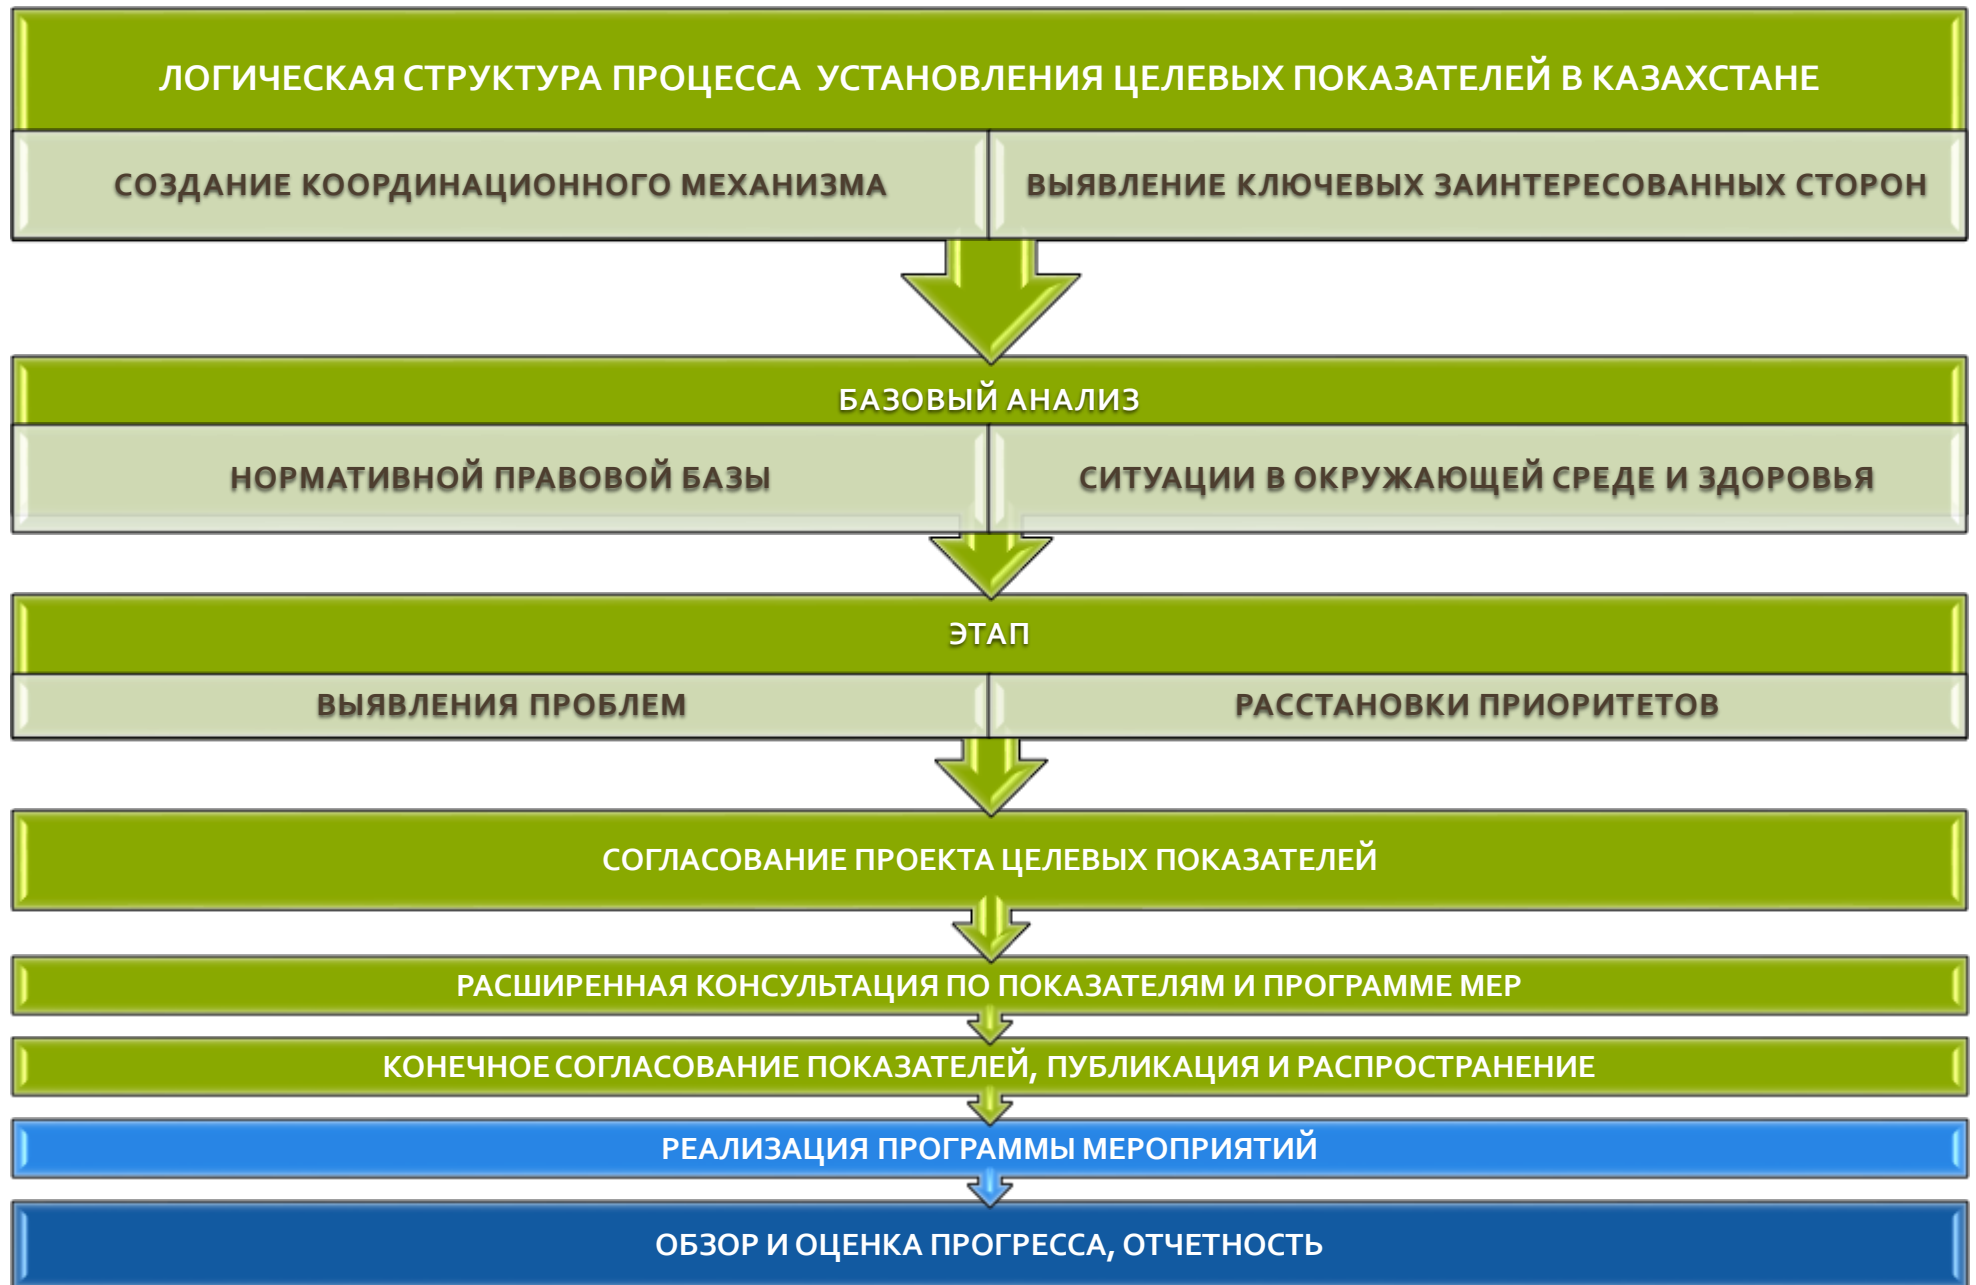 ЛОГИЧЕСКАЯ СТРУКТУРА ПРОЦЕССА УСТАНОВЛЕНИЯ ЦЕЛЕВЫХ ПОКАЗАТЕЛЕЙ В КАЗАХСТАНЕ
СОЗДАНИЕ КООРДИНАЦИОННОГО МЕХАНИЗМА
ВЫЯВЛЕНИЕ КЛЮЧЕВЫХ ЗАИНТЕРЕСОВАННЫХ СТОРОН
БАЗОВЫЙ АНАЛИЗ
НОРМАТИВНОЙ ПРАВОВОЙ БАЗЫ
СИТУАЦИИ В ОКРУЖАЮЩЕЙ СРЕДЕ И ЗДОРОВЬЯ
ЭТАП
ВЫЯВЛЕНИЯ ПРОБЛЕМ
РАССТАНОВКИ ПРИОРИТЕТОВ
СОГЛАСОВАНИЕ ПРОЕКТА ЦЕЛЕВЫХ ПОКАЗАТЕЛЕЙ
РАСШИРЕННАЯ КОНСУЛЬТАЦИЯ ПО ПОКАЗАТЕЛЯМ И ПРОГРАММЕ МЕР
КОНЕЧНОЕ СОГЛАСОВАНИЕ ПОКАЗАТЕЛЕЙ, ПУБЛИКАЦИЯ И РАСПРОСТРАНЕНИЕ
РЕАЛИЗАЦИЯ ПРОГРАММЫ МЕРОПРИЯТИЙ
ОБЗОР И ОЦЕНКА ПРОГРЕССА, ОТЧЕТНОСТЬ